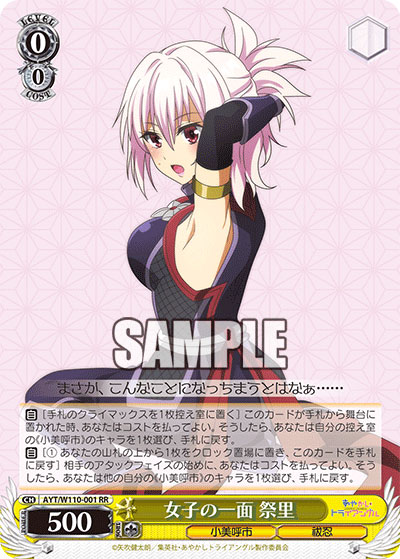 LEVEL
0
0
COST
SAMPLE
まさか、こんなことになっちまうとはなぁ……
自 [手札のクライマックスを1枚控え室に置く] このカードが手札から舞台
に置かれた時、あなたはコストを払ってよい。そうしたら、あなたは自分の控え
室の《小美呼市》のキャラを1枚選び、手札に戻す。
自 [① あなたの山札の上から1枚をクロック置場に置き、このカードを手札
に戻す] 相手のアタックフェイズの始めに、あなたはコストを払ってよい。そう
したら、あなたは他の自分の《小美呼市》のキャラを1枚選び、手札に戻す。
CH AYT/W110-001 RR
女子の一面 祭里
あやかしトライアングル
500
小美呼市
祓忍
©矢吹健太朗／集英社・あやかしトライアングル製作委員会